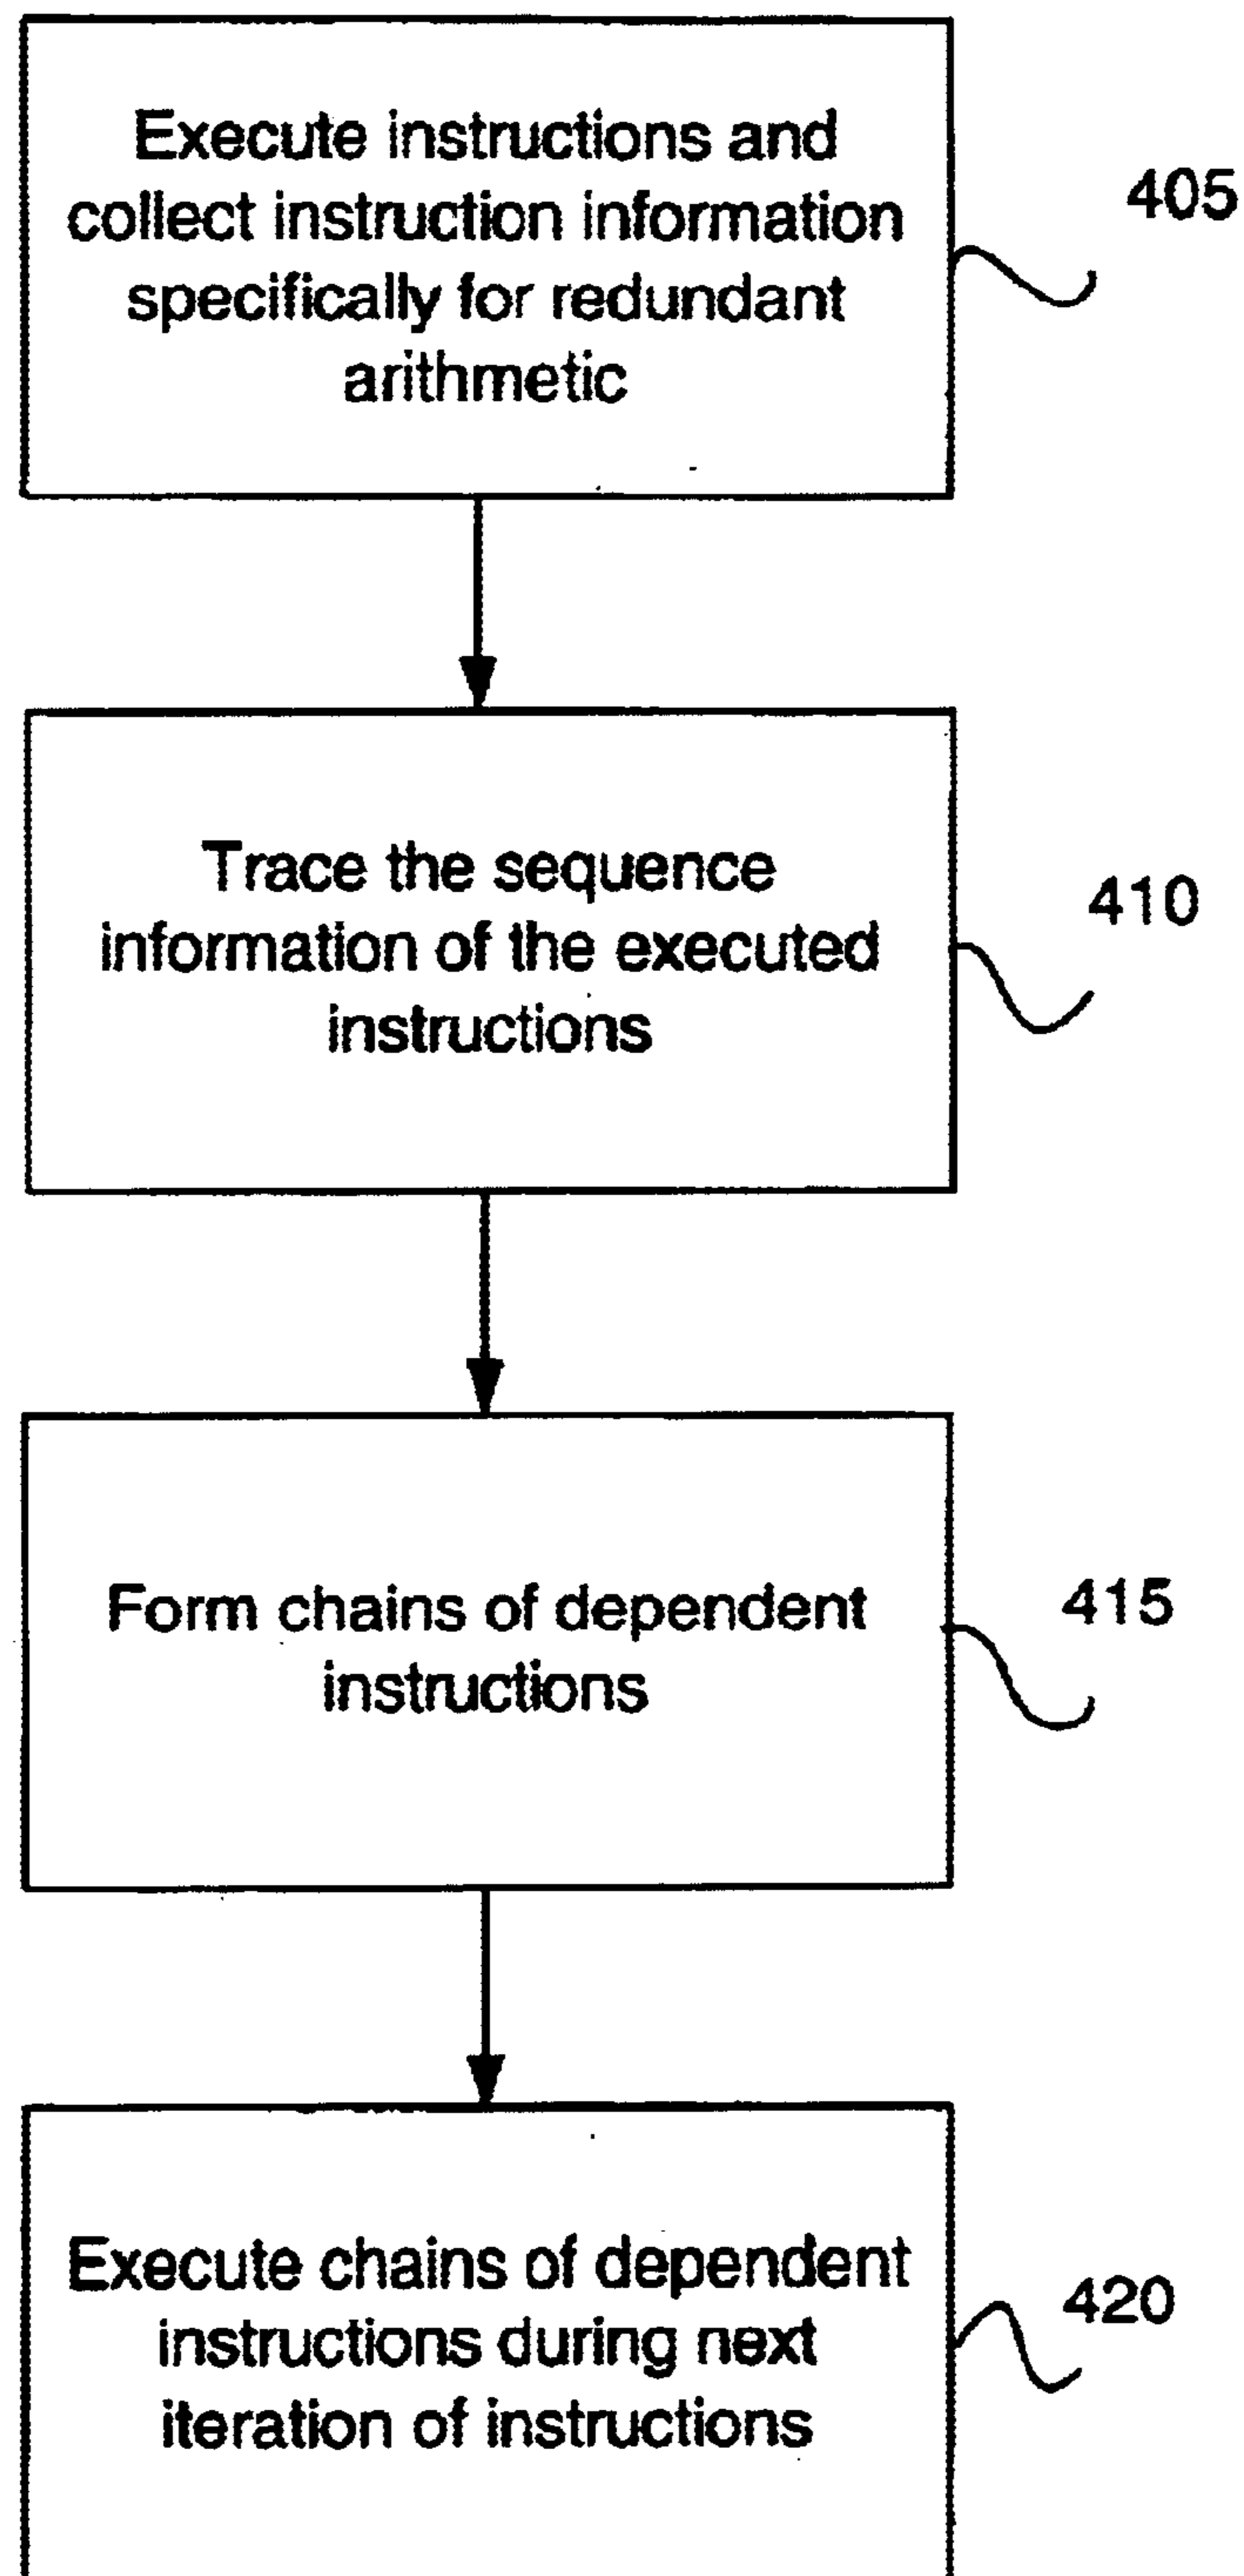 Execute instructions and
collect instruction information
specifically for redundant
arithmetic
405
Trace the sequence
information of the executed
instructions
410
Form chains of dependent
instructions
415
Execute chains of dependent
instructions during next
iteration of instructions
420